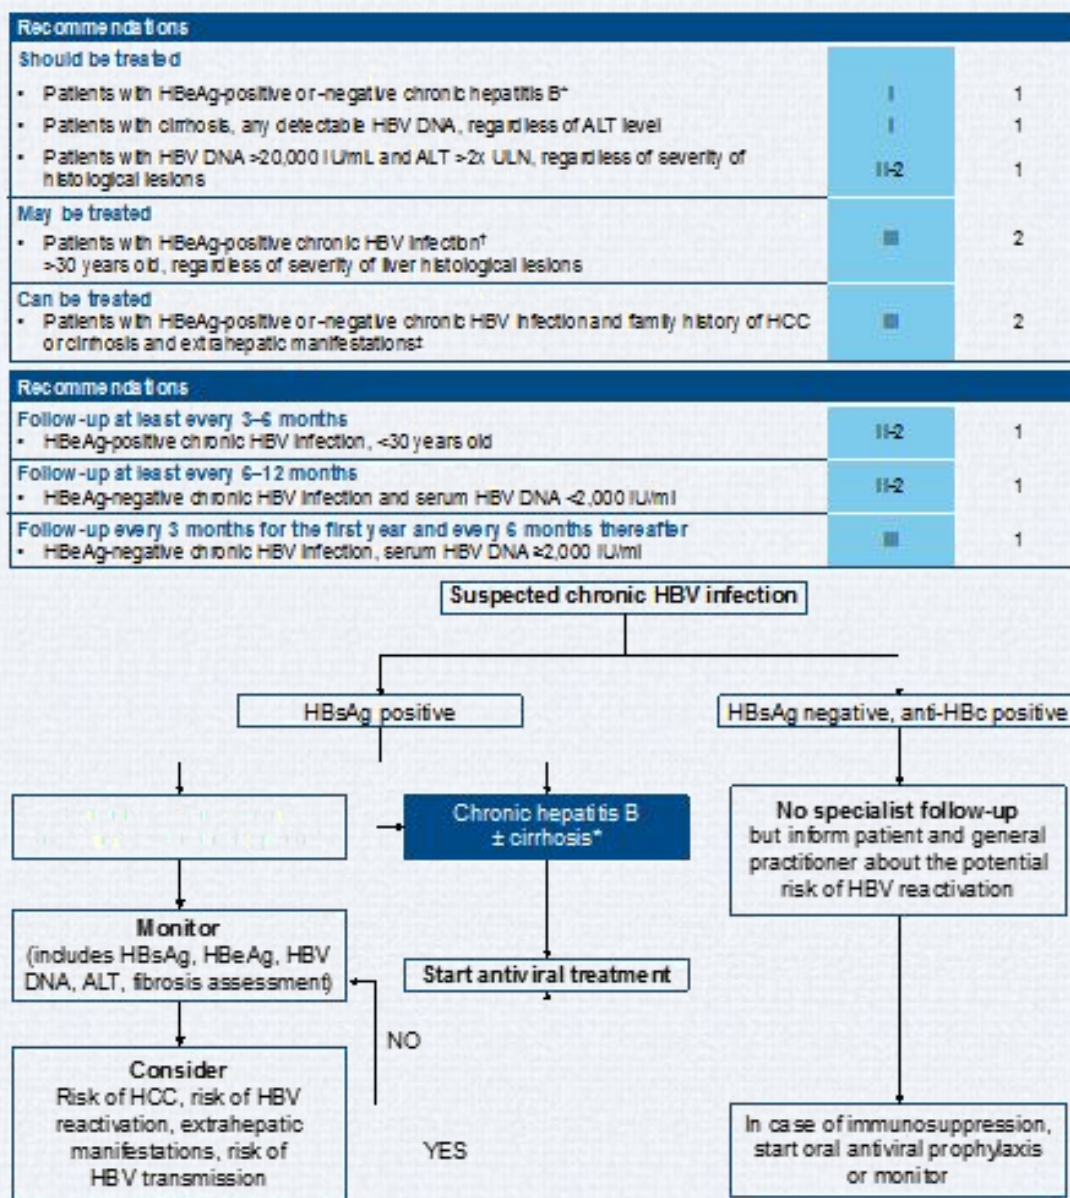 Recommendations
Should be treated
• Patients with HBeAg-positive or -negative chronic hepatitis B*
I 1
• Patients with cirrhosis, any detectable HBV DNA, regardless of ALT level
I 1
• Patients with HBV DNA >20,000 IU/mL and ALT >2x ULN, regardless of severity of
histological lesions
II-2 1
May be treated
• Patients with HBeAg-positive chronic HBV infection†
>30 years old, regardless of severity of liver histological lesions
III 2
Can be treated
• Patients with HBeAg-positive or -negative chronic HBV infection and family history of HCC
or cirrhosis and extrahepatic manifestations‡
III 2
Recommendations
Follow-up at least every 3–6 months
• HBeAg-positive chronic HBV infection, <30 years old
II-2 1
Follow-up at least every 6–12 months
• HBeAg-negative chronic HBV infection and serum HBV DNA <2,000 IU/ml
II-2 1
Follow-up every 3 months for the first year and every 6 months thereafter
• HBeAg-negative chronic HBV infection, serum HBV DNA ≥2,000 IU/ml
III 1
Suspected chronic HBV infection
HBsAg positive
HBsAg negative, anti-HBc positive
Chronic hepatitis B
± cirrhosis*
No specialist follow-up
but inform patient and general
practitioner about the potential
risk of HBV reactivation
Monitor
(includes HBsAg, HBeAg, HBV
DNA, ALT, fibrosis assessment)
Start antiviral treatment
NO
Consider
Risk of HCC, risk of HBV
reactivation, extrahepatic
manifestations, risk of
HBV transmission
YES
In case of immunosuppression,
start oral antiviral prophylaxis
or monitor